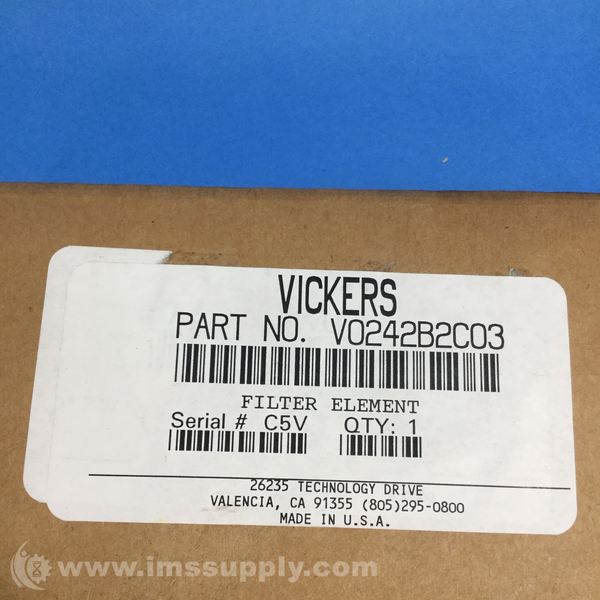 VICKERS
PART NO. V0242B2C03
FILTER ELEMENT
Serial # C5V QTY: 1
26235 TECHNOLOGY DRIVE
VALENCIA, CA 91355 (805)295-0800
MADE IN U.S.A.
www.imssupply.com